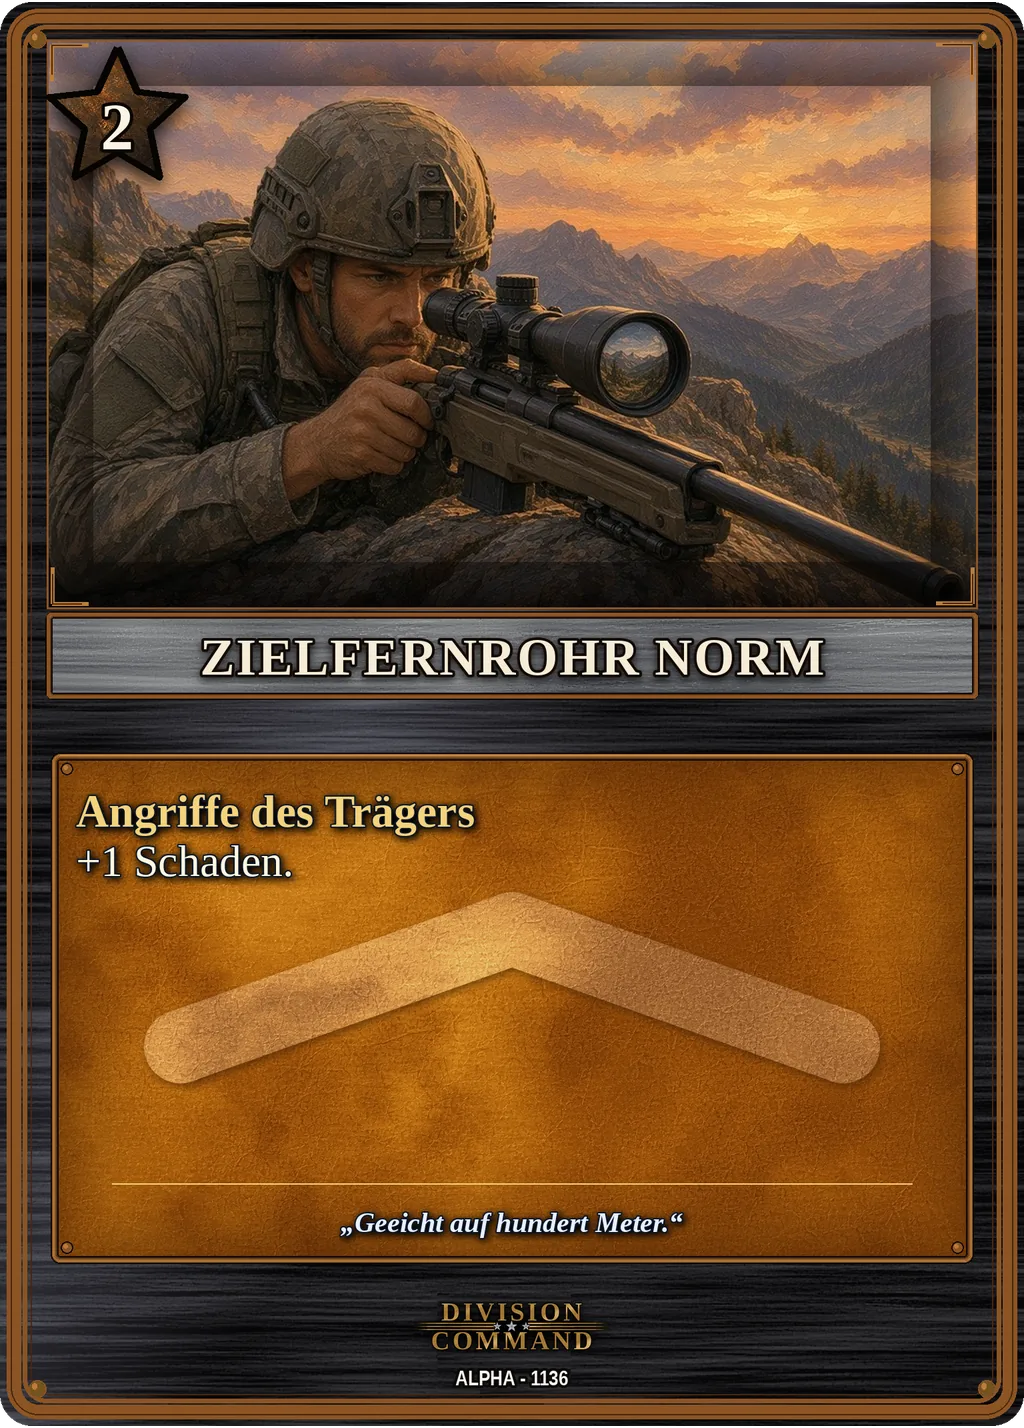 2
ZIELFERNROHR NORM
Angriffe des Trägers
+1 Schaden.
„Geeicht auf hundert Meter.“
DIVISION
COMMAND
ALPHA - 1136